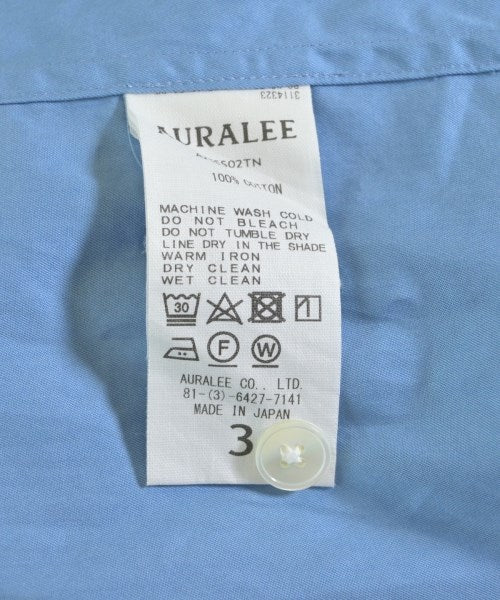 3114323
AURALEE
100% COTTON
MACHINE WASH COLD
DO NOT BLEACH
DO NOT TUMBLE DRY
LINE DRY IN THE SHADE
WARM IRON
DRY CLEAN
WET CLEAN
30
F W
AURALEE CO., LTD.
81-(3)-6427-7141
MADE IN JAPAN
3